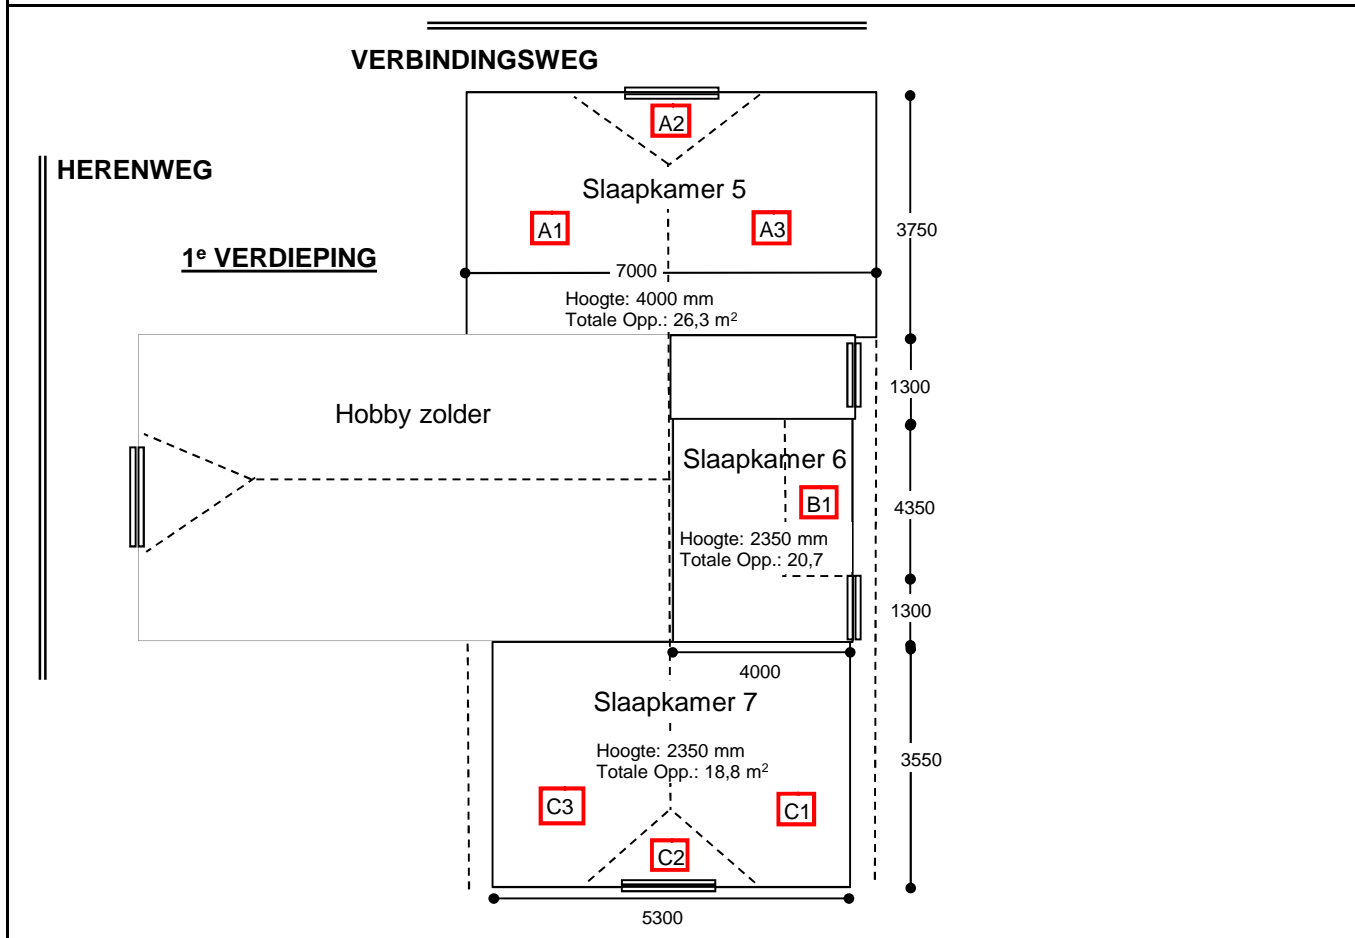 VERBINDINGSWEG
HERENWEG
A2
Slaapkamer 5
A1
A3
3750
1e VERDIEPING
7000
Hoogte: 4000 mm
Totale Opp.: 26,3 m2
1300
Hobby zolder
Slaapkamer 6
B1
4350
Hoogte: 2350 mm
Totale Opp.: 20,7
1300
4000
Slaapkamer 7
Hoogte: 2350 mm
Totale Opp.: 18,8 m2
3550
C3
C1
C2
5300